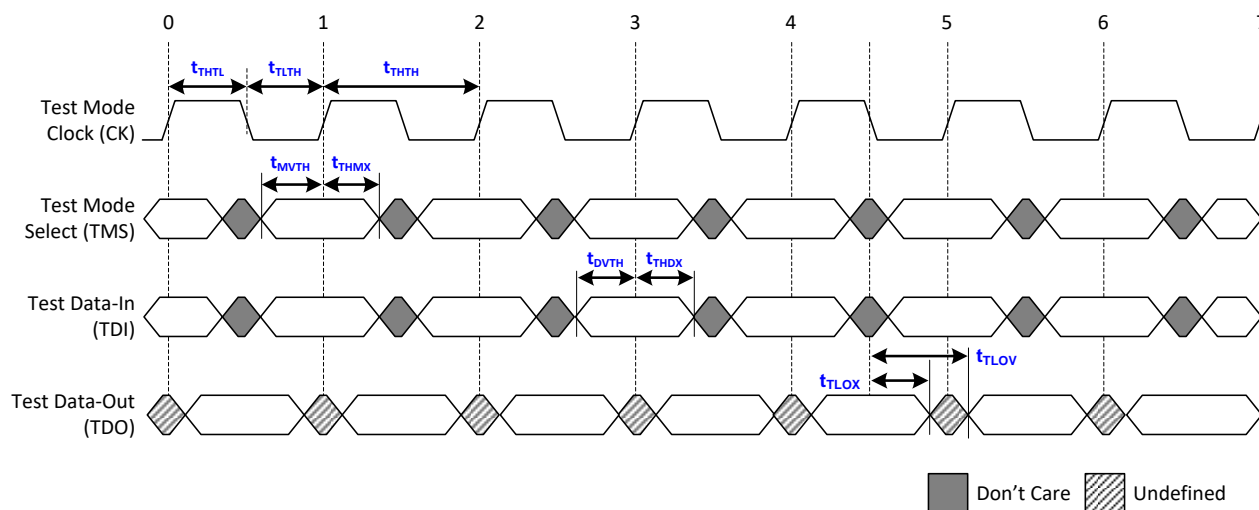 0 1 2 3 4 5 6 7
tTHTL tTLTH tTHTH
Test Mode
Clock (CK)
tMVTH tTHMX
Test Mode
Select (TMS)
tDVTH tTHDX
Test Data-In
(TDI)
tTLOV
tTLOX
Test Data-Out
(TDO)
Don't Care Undefined